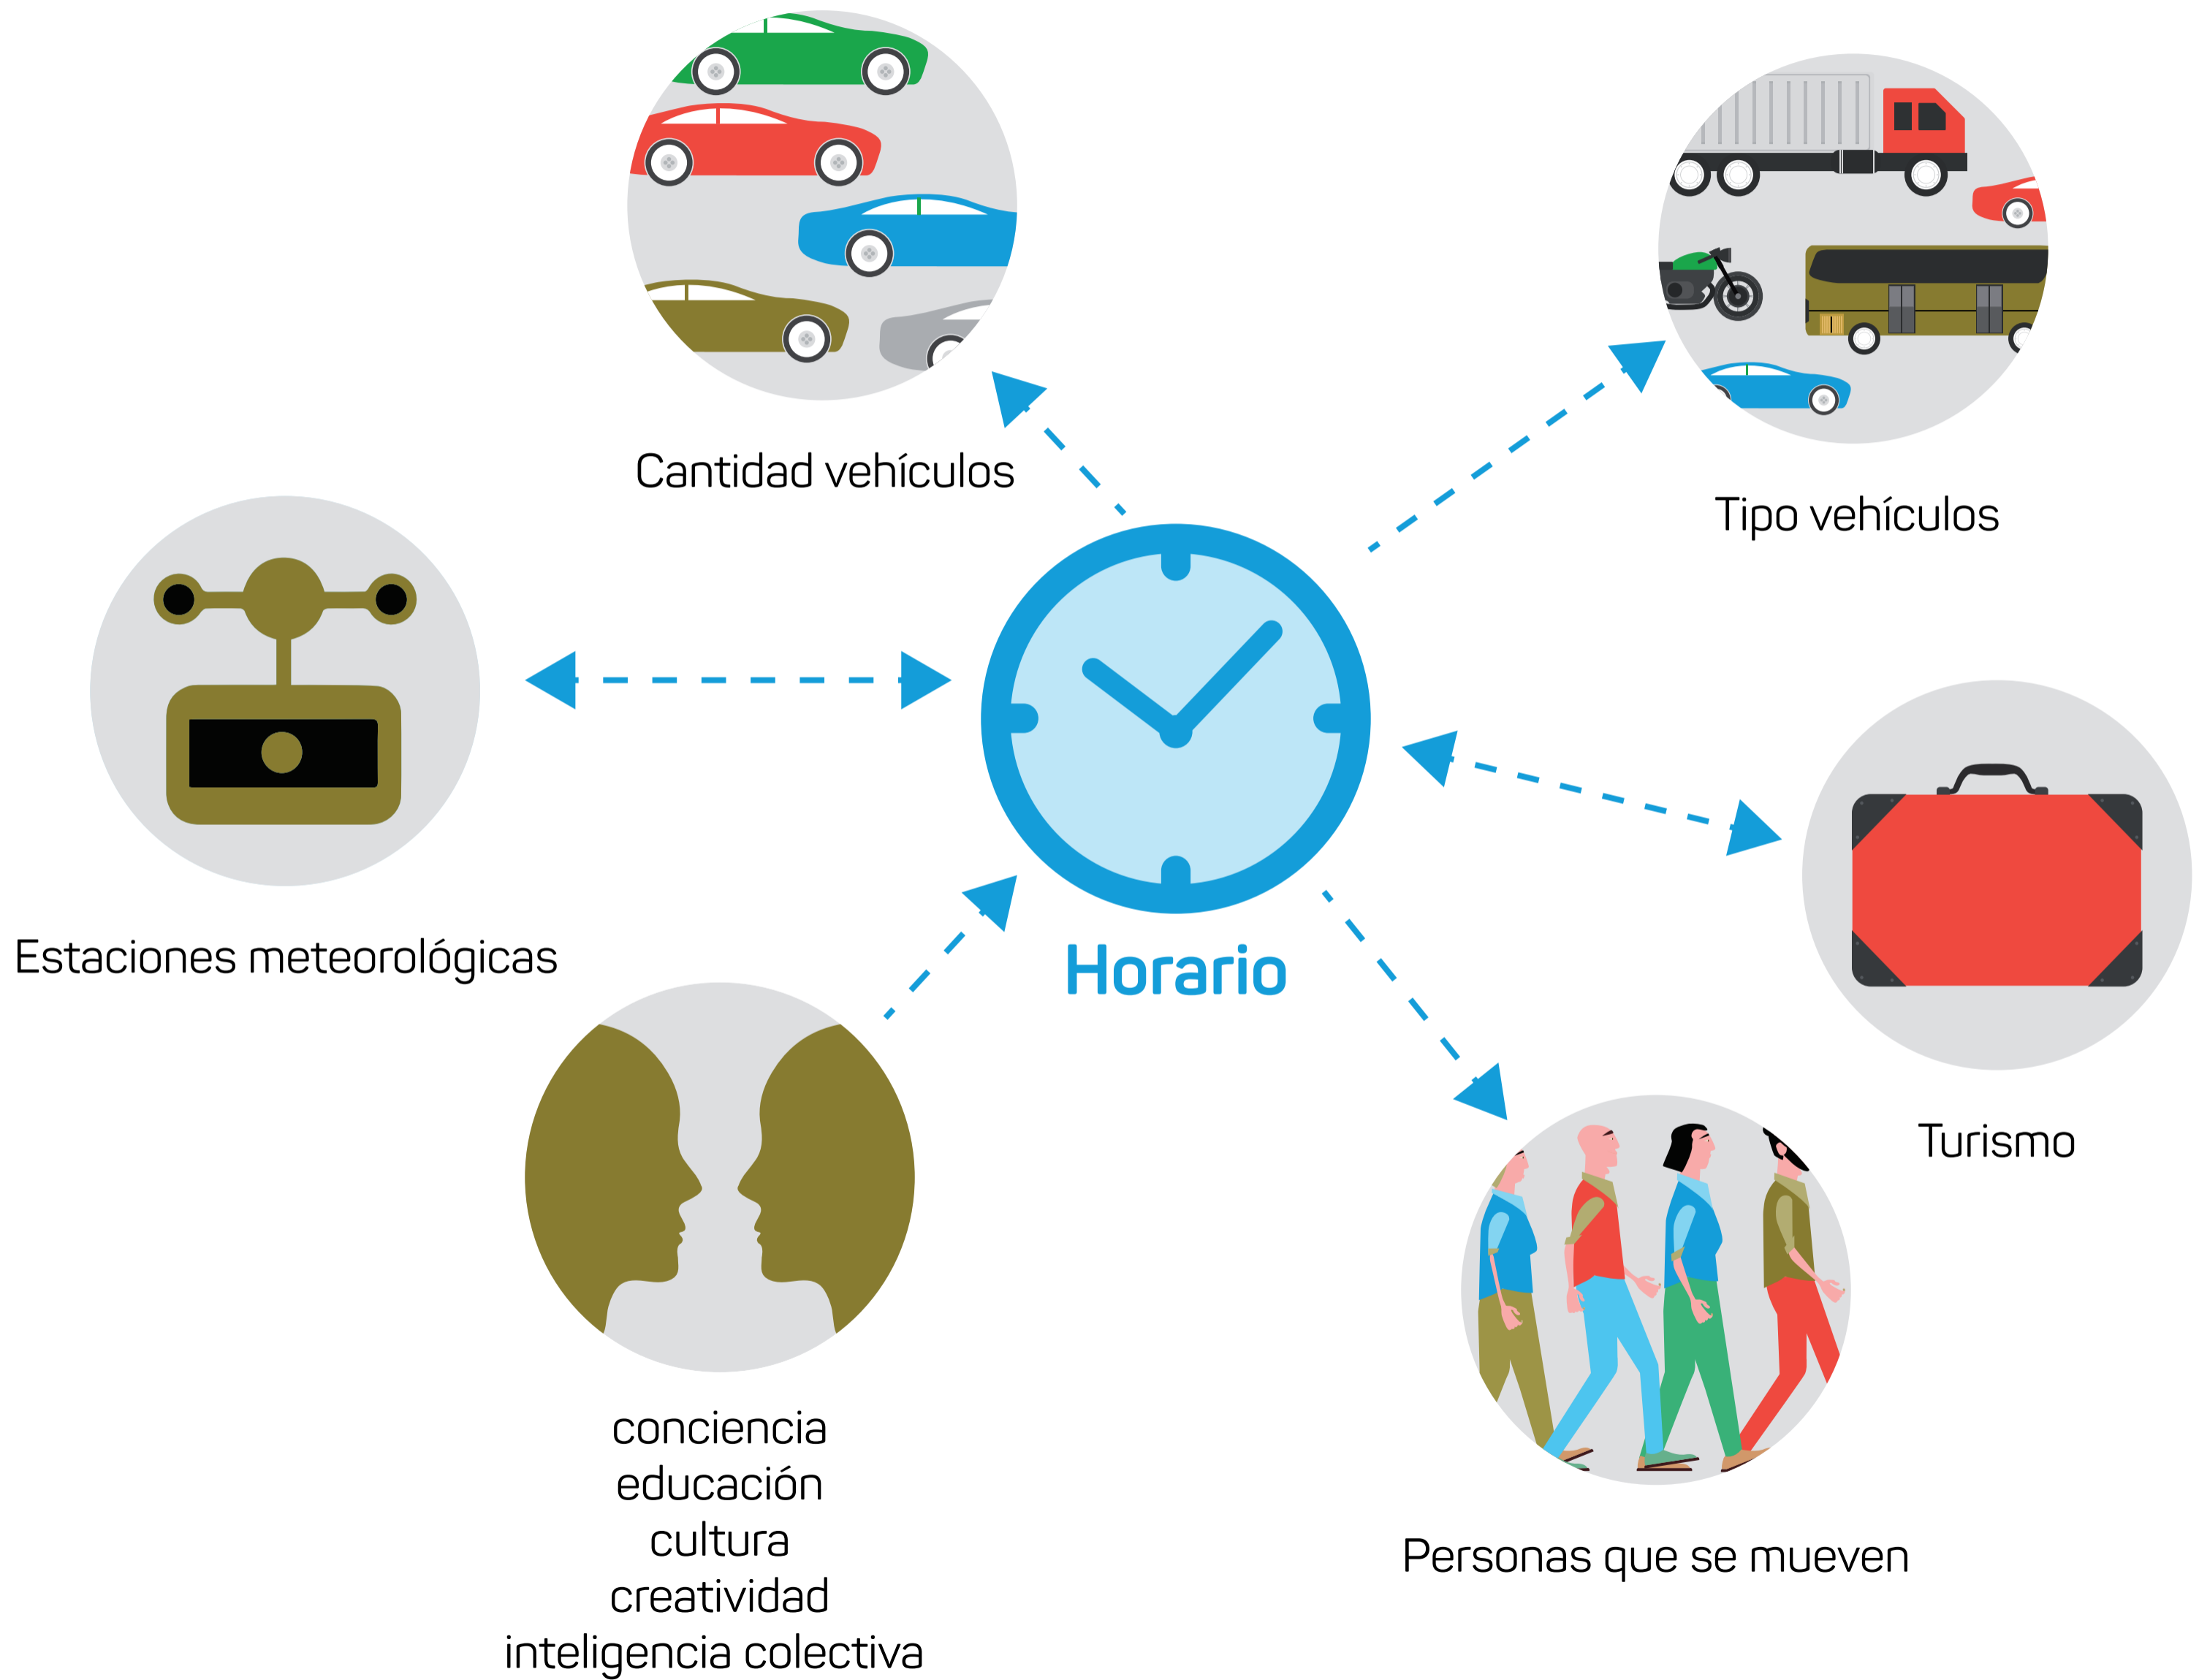 Cantidad vehículos
Tipo vehículos
Estaciones meteorológicas
Horario
Turismo
conciencia
educación
cultura
creatividad
inteligencia colectiva
Personas que se mueven